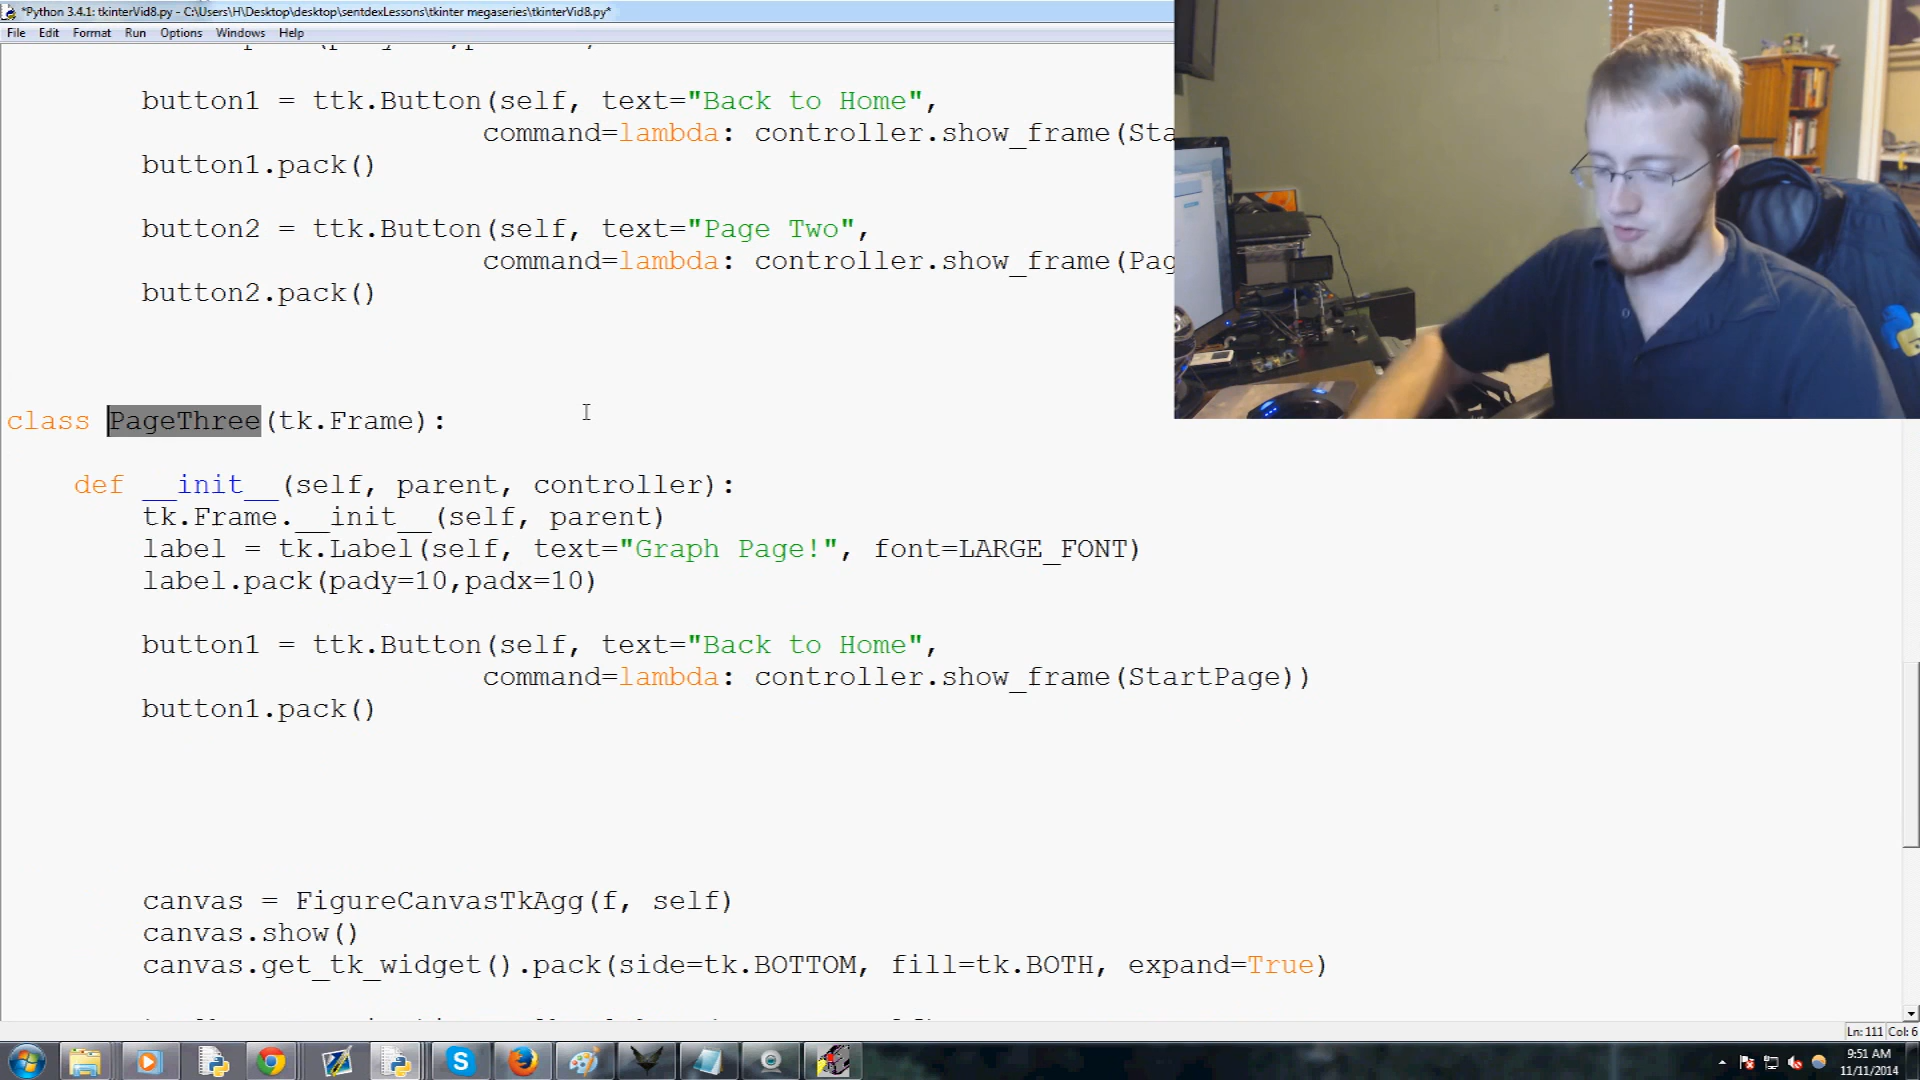 *Python 3.4.1: tkinterVid8.py - C:\Users\H\Desktop\desktop\sentdexLessons\tkinter megaseries\tkinterVid8.py*
File Edit Format Run Options Windows Help
button1 = ttk.Button(self, text="Back to Home",
command=lambda: controller.show_frame(Sta
button1.pack()
button2 = ttk.Button(self, text="Page Two",
command=lambda: controller.show_frame(Pag
button2.pack()
class PageThree(tk.Frame):
def __init__(self, parent, controller):
tk.Frame.__init__(self, parent)
label = tk.Label(self, text="Graph Page!", font=LARGE_FONT)
label.pack(pady=10,padx=10)
button1 = ttk.Button(self, text="Back to Home",
command=lambda: controller.show_frame(StartPage))
button1.pack()
canvas = FigureCanvasTkAgg(f, self)
canvas.show()
canvas.get_tk_widget().pack(side=tk.BOTTOM, fill=tk.BOTH, expand=True)
Ln: 111 Col: 6
9:51 AM
11/11/2014